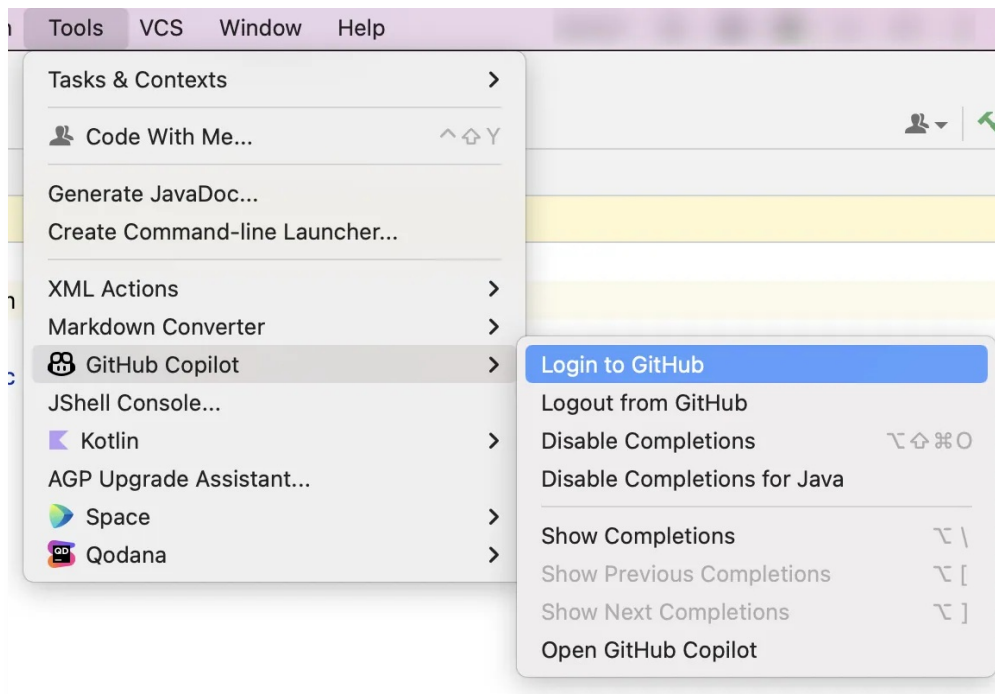 Tools VCS Window Help
Tasks & Contexts
Code With Me... ^⇧Y
Generate JavaDoc...
Create Command-line Launcher...
XML Actions
Markdown Converter
GitHub Copilot
JShell Console...
Kotlin
AGP Upgrade Assistant...
Space
QD Qodana
Login to GitHub
Logout from GitHub
Disable Completions ⌥⇧⌘O
Disable Completions for Java
Show Completions ⌥\
Show Previous Completions ⌥[
Show Next Completions ⌥]
Open GitHub Copilot